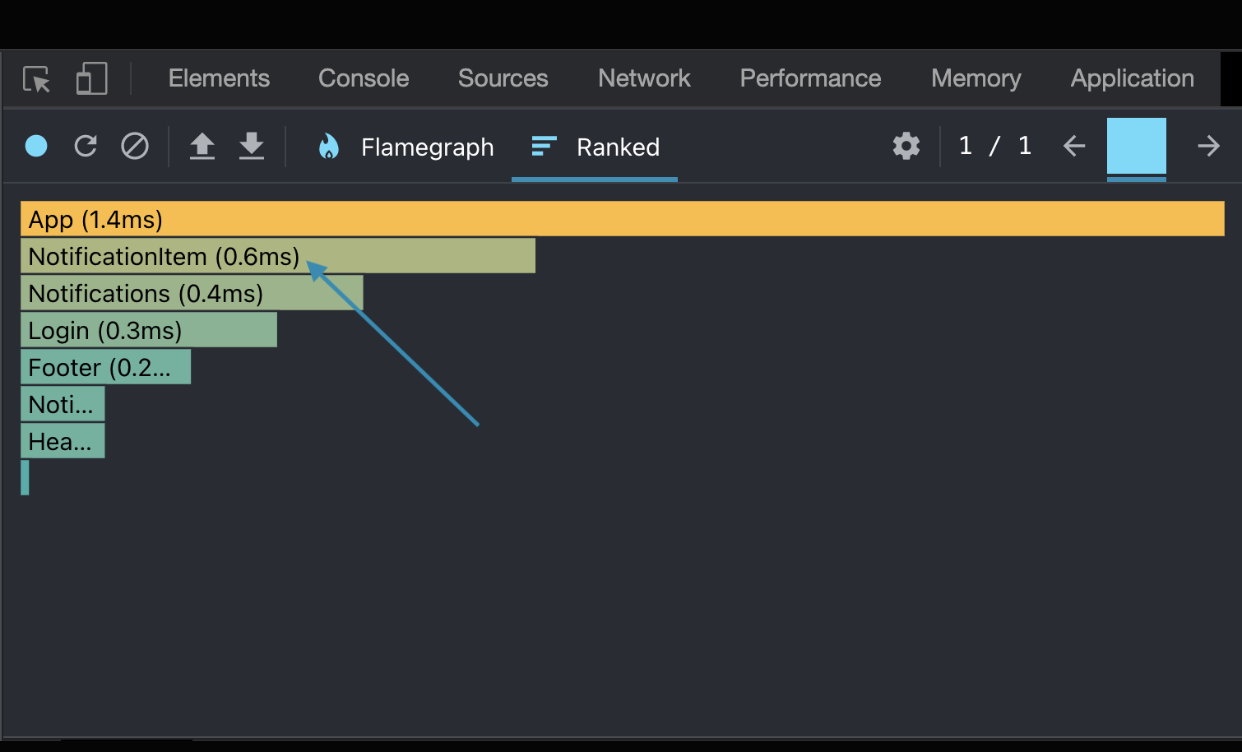 Elements Console Sources Network Performance Memory Application
Flamegraph Ranked 1 / 1
App (1.4ms)
NotificationItem (0.6ms)
Notifications (0.4ms)
Login (0.3ms)
Footer (0.2...
Noti...
Hea...